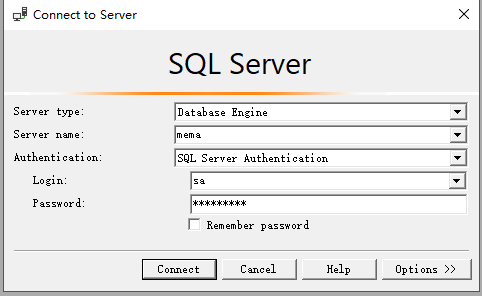 Connect to Server
SQL Server
Server type: Database Engine
Server name: mema
Authentication: SQL Server Authentication
Login: sa
Password: *********
Remember password
Connect Cancel Help Options >>